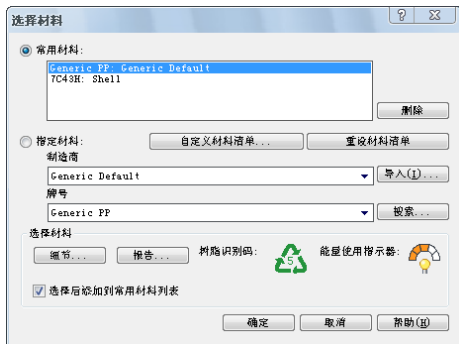 选择材料
常用材料:
Generic PP: Generic Default
7C43H: Shell
删除
指定材料: 自定义材料清单... 重设材料清单
制造商
Generic Default 导入(I)...
牌号
Generic PP 搜索...
选择材料
细节... 报告... 树脂识别码: 5 能量使用指示器:
选择后添加到常用材料列表
确定 取消 帮助(H)